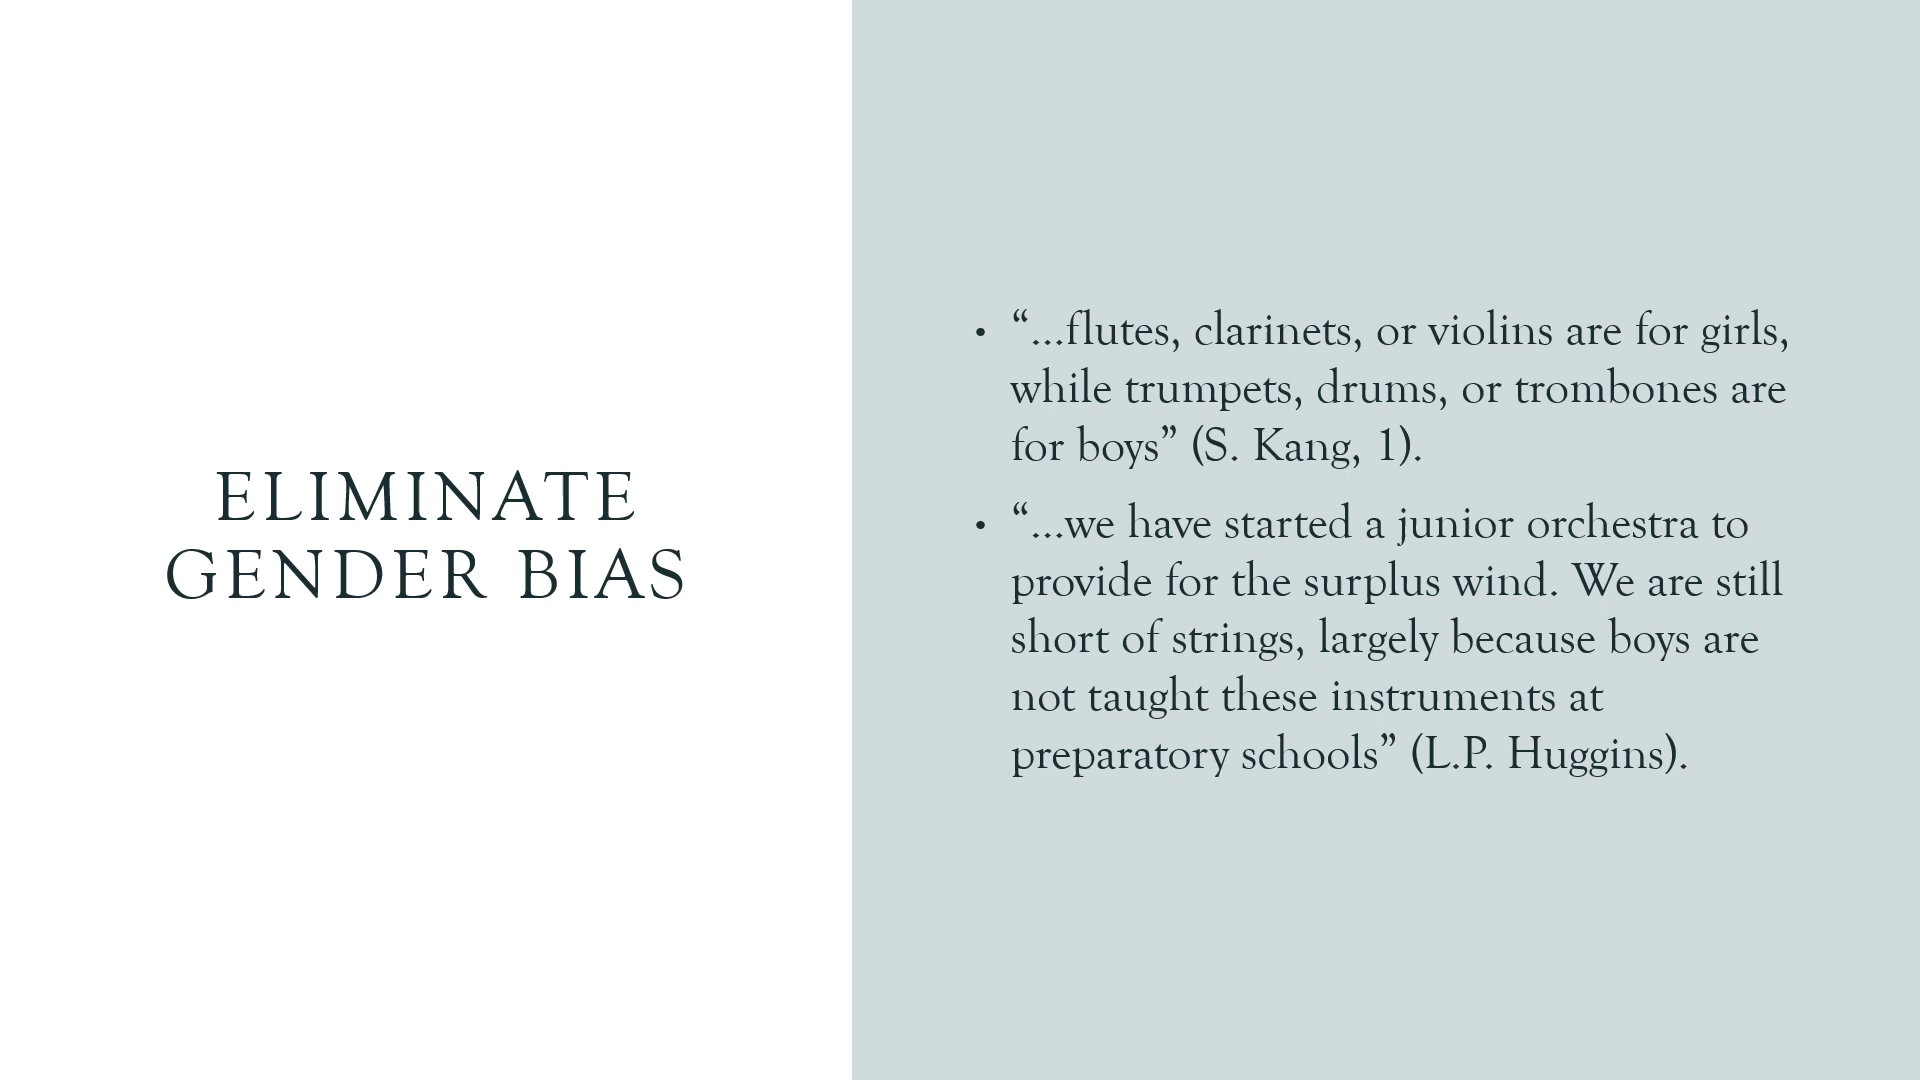 ELIMINATE
GENDER BIAS
• “…flutes, clarinets, or violins are for girls,
while trumpets, drums, or trombones are
for boys” (S. Kang, 1).
• “…we have started a junior orchestra to
provide for the surplus wind. We are still
short of strings, largely because boys are
not taught these instruments at
preparatory schools” (L.P. Huggins).